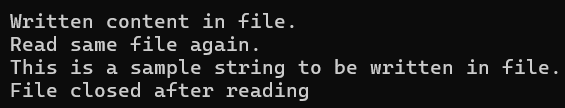 Written content in file.
Read same file again.
This is a sample string to be written in file.
File closed after reading